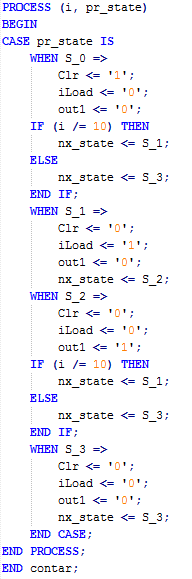 PROCESS (i, pr_state)
BEGIN
CASE pr_state IS
    WHEN S_0 =>
        Clr <= '1';
        iLoad <= '0';
        out1 <= '0';
    IF (i /= 10) THEN
        nx_state <= S_1;
    ELSE
        nx_state <= S_3;
    END IF;
    WHEN S_1 =>
        Clr <= '0';
        iLoad <= '1';
        out1 <= '0';
        nx_state <= S_2;
    WHEN S_2 =>
        Clr <= '0';
        iLoad <= '0';
        out1 <= '1';
    IF (i /= 10) THEN
        nx_state <= S_1;
    ELSE
        nx_state <= S_3;
    END IF;
    WHEN S_3 =>
        Clr <= '0';
        iLoad <= '0';
        out1 <= '0';
        nx_state <= S_3;
    END CASE;
END PROCESS;
END contar;